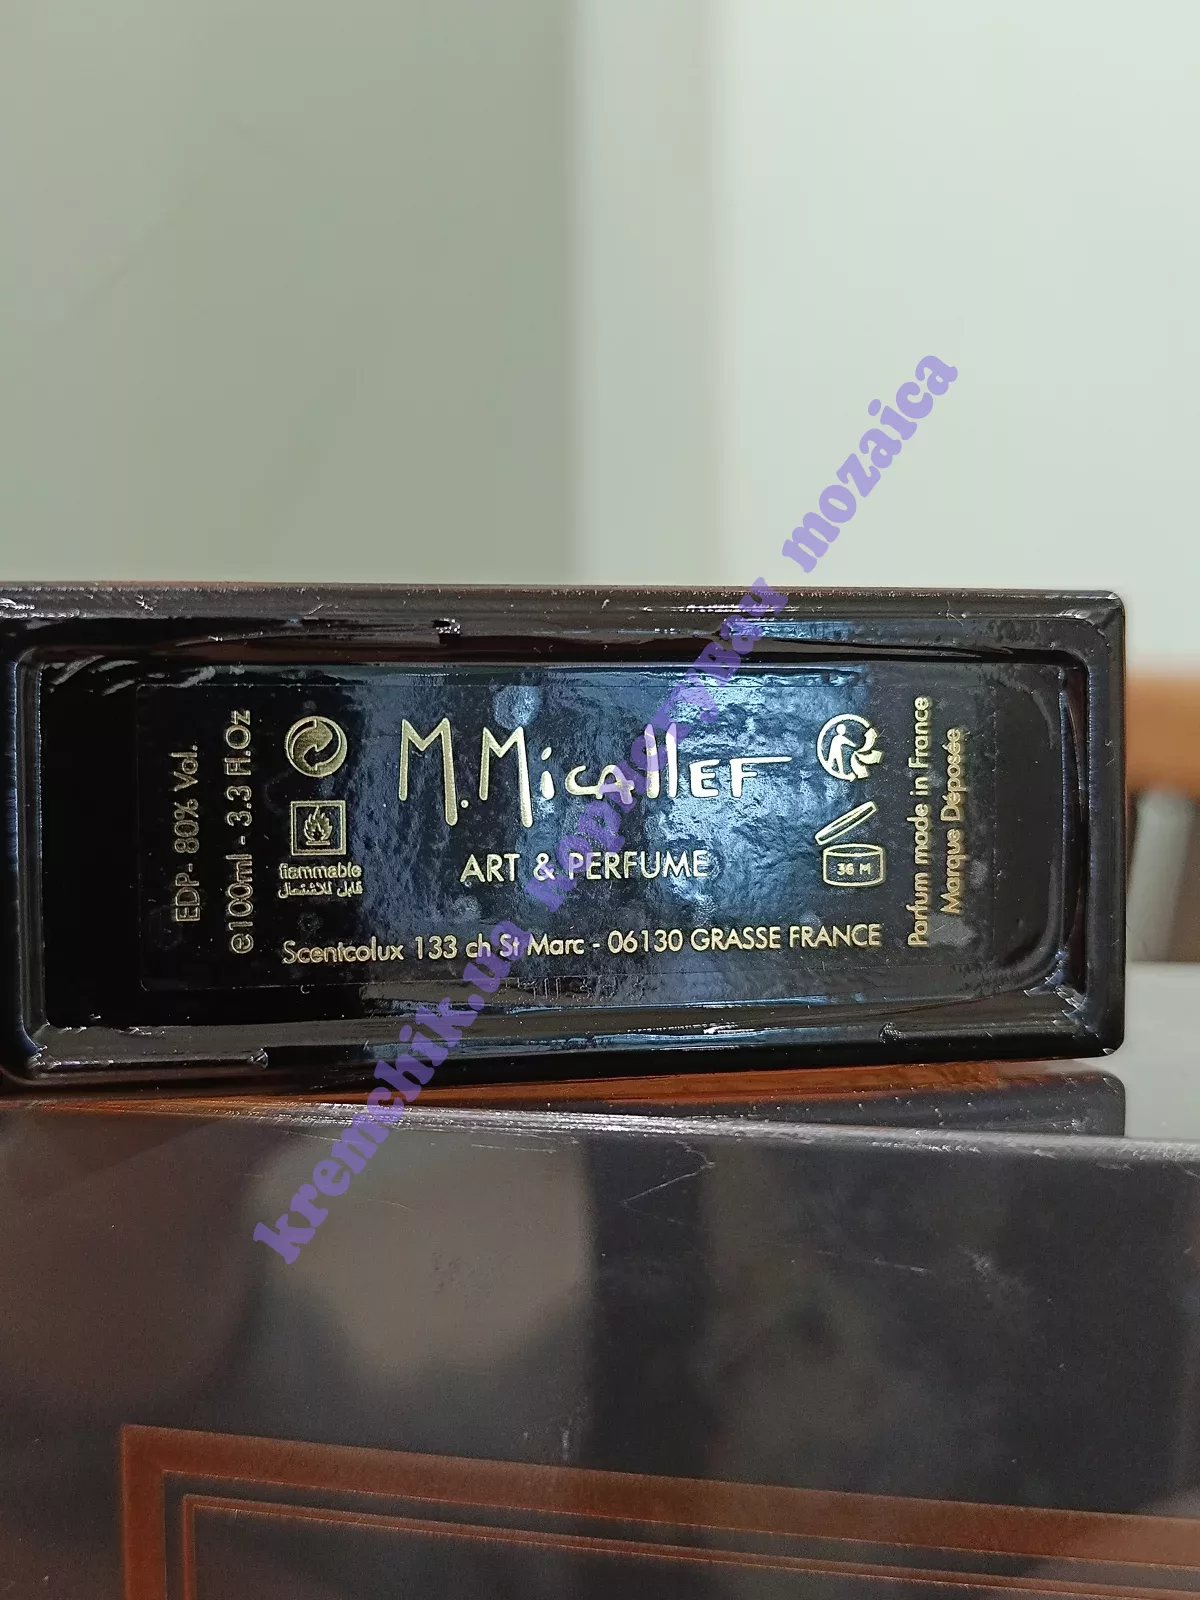 EDP- 80% Vol.
e100ml - 3.3 Fl.Oz
flammable
قابل للاشتعال
M.MicallEF
ART & PERFUME
Scentcolux 133 ch St Marc - 06130 GRASSE FRANCE
36 M
Parfum made in France
Marque Déposée
kremchik.ua
mozaica